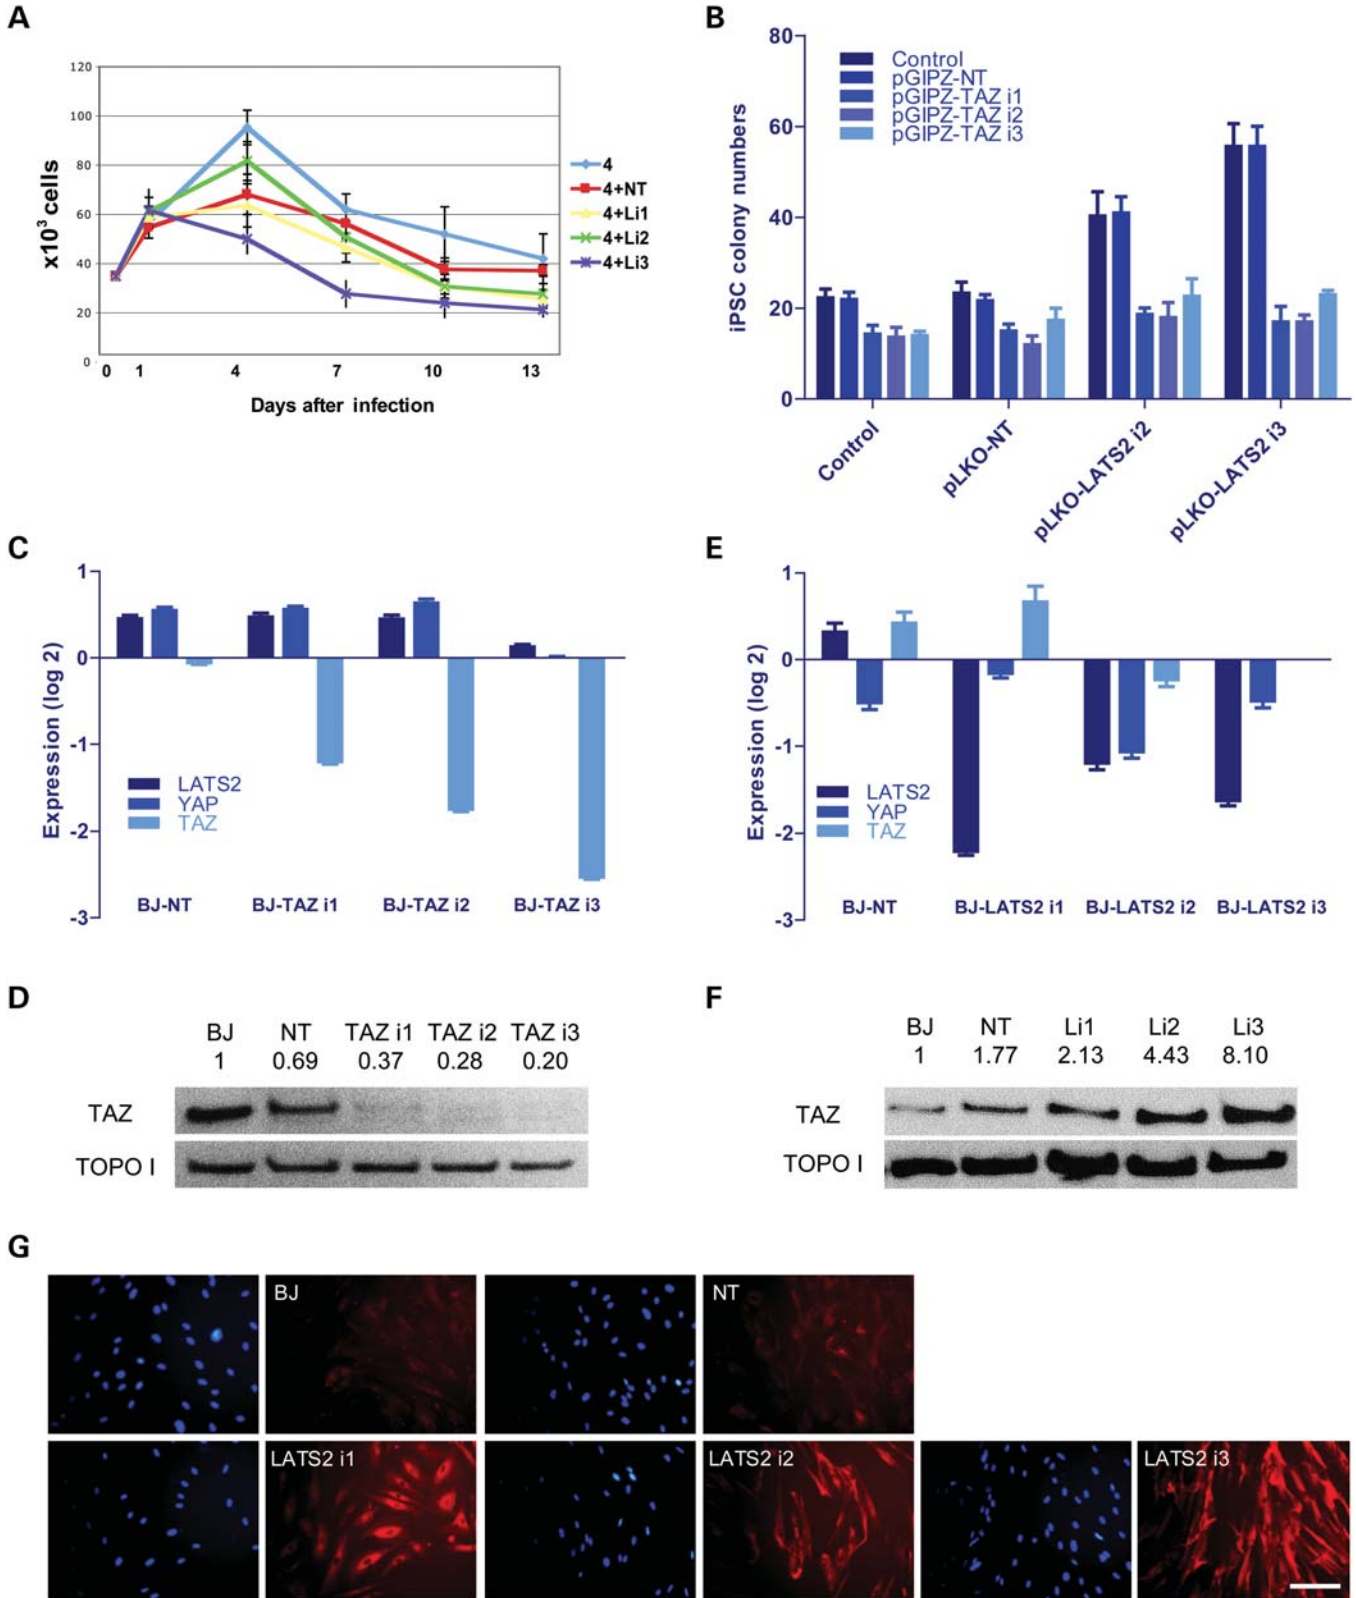 A
120
100
80
60
40
20
0
x10³ cells
0 1 4 7 10 13
Days after infection
4
4+NT
4+Li1
4+Li2
4+Li3
B
80
60
40
20
0
iPSC colony numbers
Control
pGIPZ-NT
pGIPZ-TAZ i1
pGIPZ-TAZ i2
pGIPZ-TAZ i3
Control
pLKO-NT
pLKO-LATS2 i2
pLKO-LATS2 i3
C
1
0
-1
-2
-3
Expression (log 2)
LATS2
YAP
TAZ
BJ-NT BJ-TAZ i1 BJ-TAZ i2 BJ-TAZ i3
E
1
0
-1
-2
-3
Expression (log 2)
LATS2
YAP
TAZ
BJ-NT BJ-LATS2 i1 BJ-LATS2 i2 BJ-LATS2 i3
D
BJ NT TAZ i1 TAZ i2 TAZ i3
1 0.69 0.37 0.28 0.20
TAZ
TOPO I
F
BJ NT Li1 Li2 Li3
1 1.77 2.13 4.43 8.10
TAZ
TOPO I
G
BJ
NT
LATS2 i1
LATS2 i2
LATS2 i3